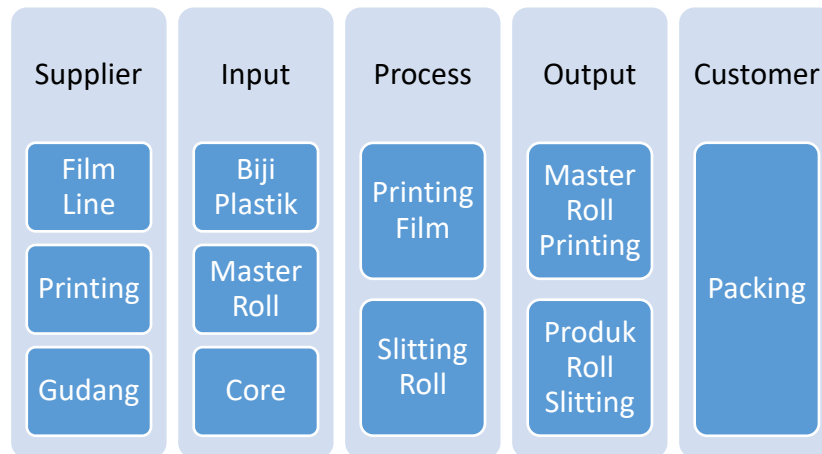 Supplier
Film
Line
Printing
Gudang
Input
Biji
Plastik
Master
Roll
Core
Process
Printing
Film
Slitting
Roll
Output
Master
Roll
Printing
Produk
Roll
Slitting
Customer
Packing